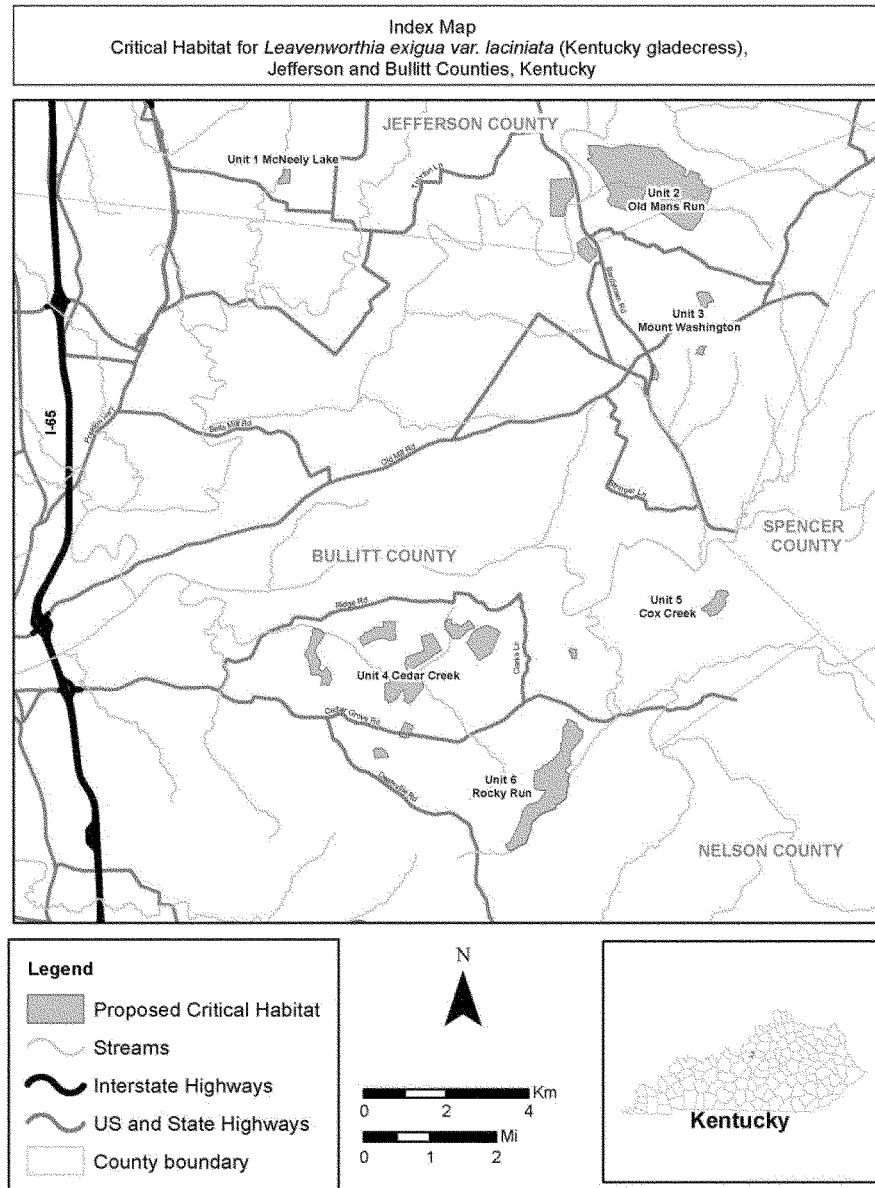 Index Map
Critical Habitat for Leavenworthia exigua var. laciniata (Kentucky gladecress),
Jefferson and Bullitt Counties, Kentucky
JEFFERSON COUNTY
Unit 1 McNeely Lake
Unit 2
Old Mans Run
Unit 3
Mount Washington
I-65
Bells Mill Rd
Old Mill Rd
BULLITT COUNTY
SPENCER
COUNTY
Ridge Rd
Unit 5
Cox Creek
Unit 4 Cedar Creek
Cedar Grove Rd
Unit 6
Rocky Run
NELSON COUNTY
Legend
Proposed Critical Habitat
Streams
Interstate Highways
US and State Highways
County boundary
N
Km
0 2 4
Mi
0 1 2
Kentucky